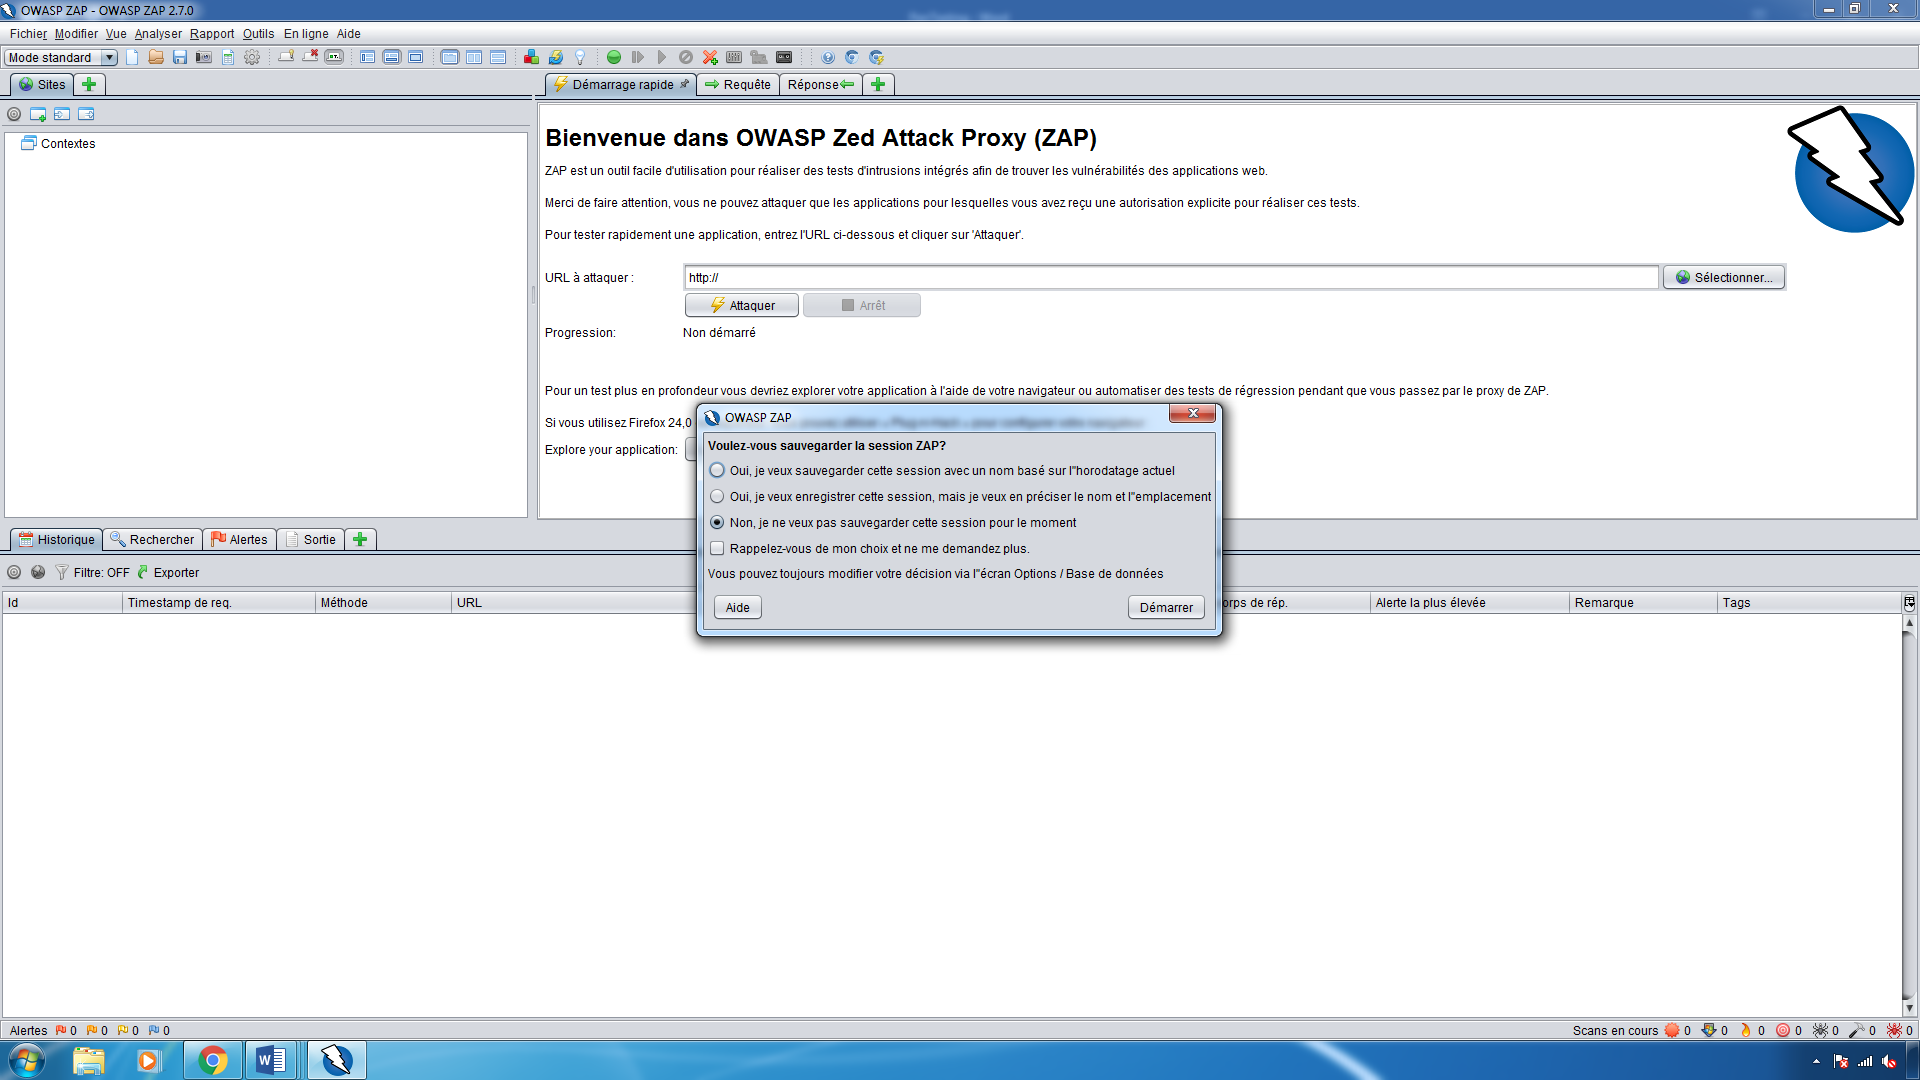 OWASP ZAP - OWASP ZAP 2.7.0
Fichier Modifier Vue Analyser Rapport Outils En ligne Aide
Mode standard
Sites
Démarrage rapide Requête Réponse
Contextes
Bienvenue dans OWASP Zed Attack Proxy (ZAP)
ZAP est un outil facile d'utilisation pour réaliser des tests d'intrusions intégrés afin de trouver les vulnérabilités des applications web.
Merci de faire attention, vous ne pouvez attaquer que les applications pour lesquelles vous avez reçu une autorisation explicite pour réaliser ces tests.
Pour tester rapidement une application, entrez l'URL ci-dessous et cliquer sur 'Attaquer'.
URL à attaquer : http:// Sélectionner...
Attaquer Arrêt
Progression: Non démarré
Pour un test plus en profondeur vous devriez explorer votre application à l'aide de votre navigateur ou automatiser des tests de régression pendant que vous passez par le proxy de ZAP.
Si vous utilisez Firefox 24,0
Explore your application:
OWASP ZAP
Voulez-vous sauvegarder la session ZAP?
Oui, je veux sauvegarder cette session avec un nom basé sur l''horodatage actuel
Oui, je veux enregistrer cette session, mais je veux en préciser le nom et l''emplacement
Non, je ne veux pas sauvegarder cette session pour le moment
Rappelez-vous de mon choix et ne me demandez plus.
Vous pouvez toujours modifier votre décision via l''écran Options / Base de données
Aide Démarrer
Historique Rechercher Alertes Sortie
Filtre: OFF Exporter
Id Timestamp de req. Méthode URL orps de rép. Alerte la plus élevée Remarque Tags
Alertes 0 0 0 0 Scans en cours 0 0 0 0 0 0 0